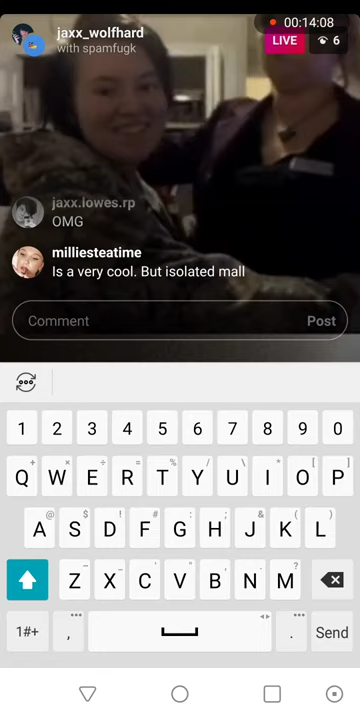 00:14:08
jaxx_wolfhard
with spamfugk
LIVE 6
jaxx.lowes.rp
OMG
milliesteatime
Is a very cool. But isolated mall
Comment Post
1 2 3 4 5 6 7 8 9 0
+ × ÷ = % / \ * [ ]
Q W E R T Y U I O P
@ $ ! # : ; & ( )
A S D F G H J K L
- _ " ' , ?
Z X C V B N M
1#+ , . Send